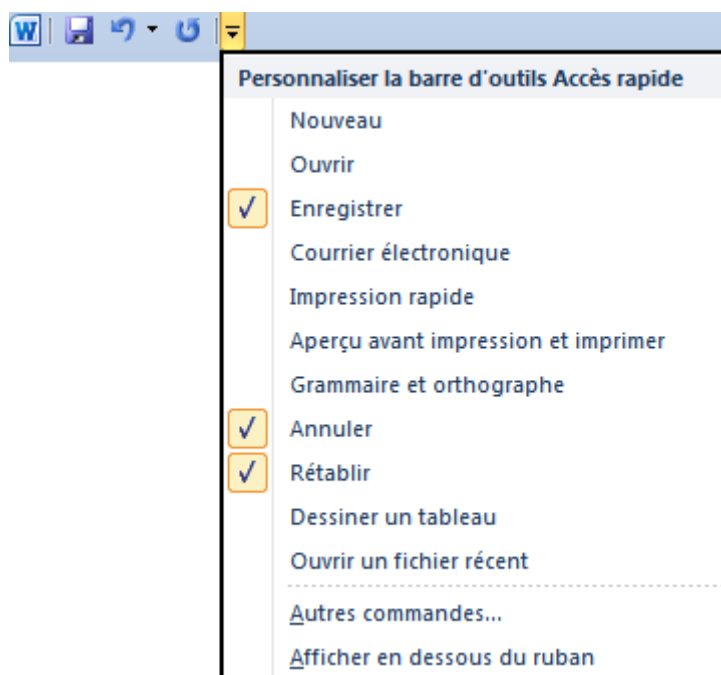 W
Personnaliser la barre d'outils Accès rapide
Nouveau
Ouvrir
Enregistrer
Courrier électronique
Impression rapide
Aperçu avant impression et imprimer
Grammaire et orthographe
Annuler
Rétablir
Dessiner un tableau
Ouvrir un fichier récent
Autres commandes...
Afficher en dessous du ruban